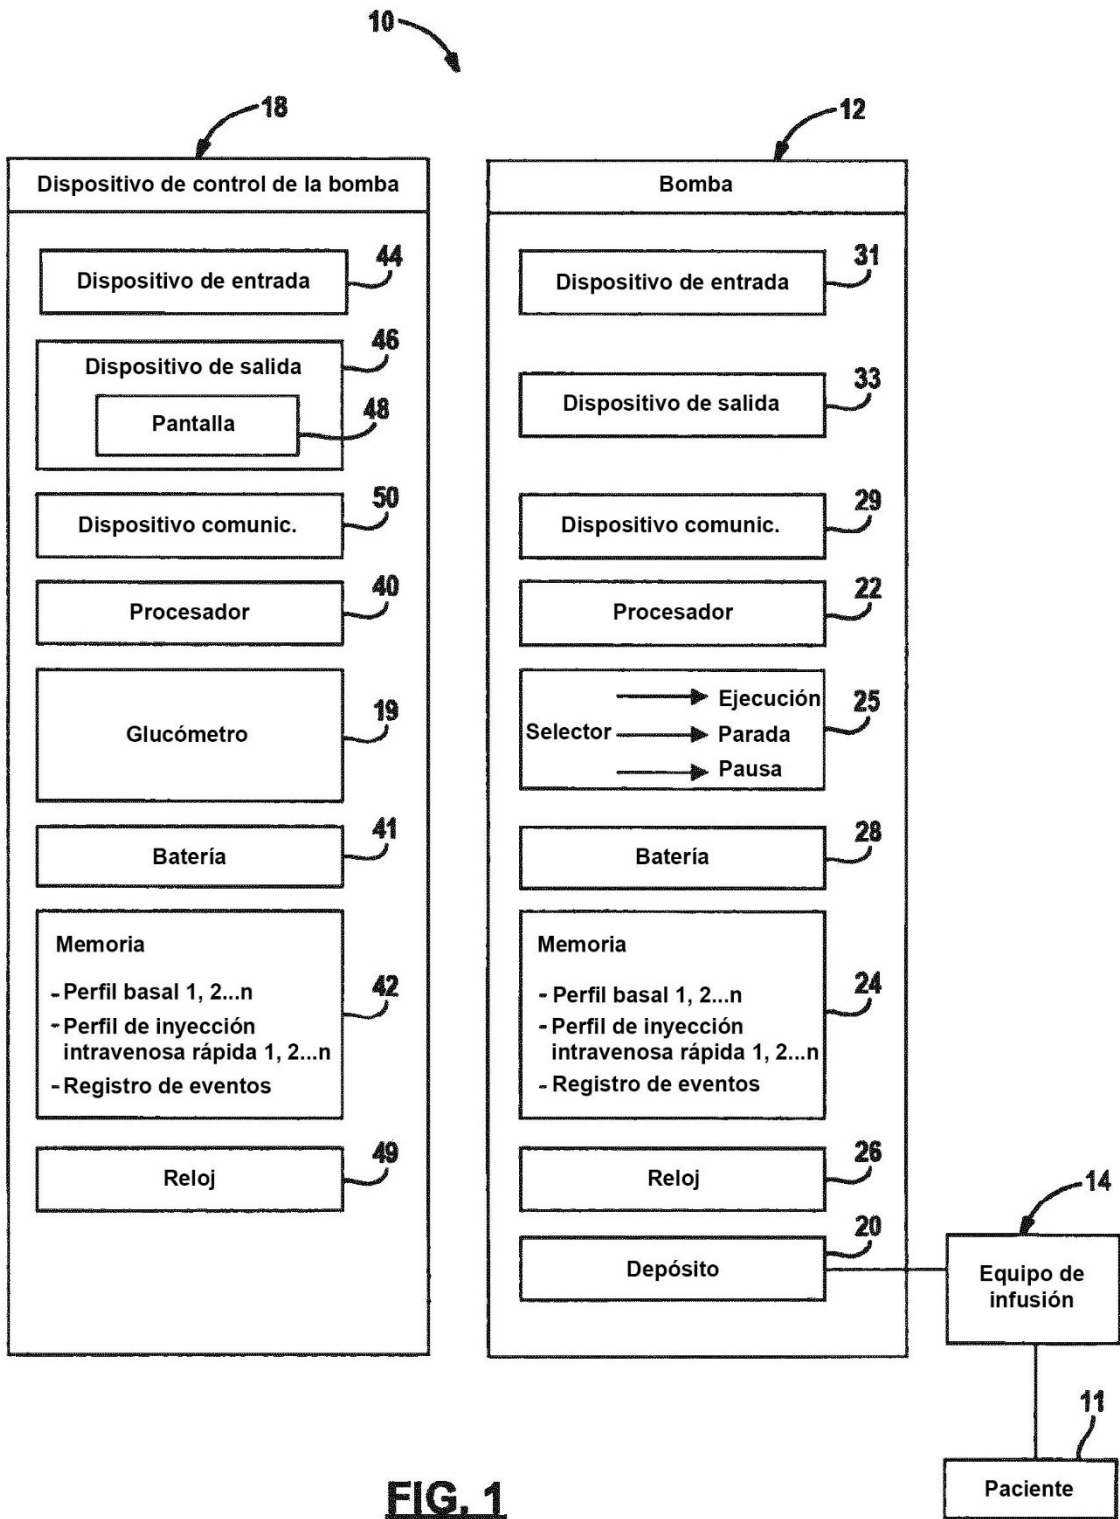 10
18
Dispositivo de control de la bomba
44
Dispositivo de entrada
46
Dispositivo de salida
48
Pantalla
50
Dispositivo comunic.
40
Procesador
19
Glucómetro
41
Batería
Memoria
42
- Perfil basal 1, 2...n
- Perfil de inyección
intravenosa rápida 1, 2...n
- Registro de eventos
49
Reloj
12
Bomba
31
Dispositivo de entrada
33
Dispositivo de salida
29
Dispositivo comunic.
22
Procesador
25
Selector
Ejecución
Parada
Pausa
28
Batería
Memoria
24
- Perfil basal 1, 2...n
- Perfil de inyección
intravenosa rápida 1, 2...n
- Registro de eventos
26
Reloj
20
Depósito
14
Equipo de
infusión
11
Paciente
FIG. 1